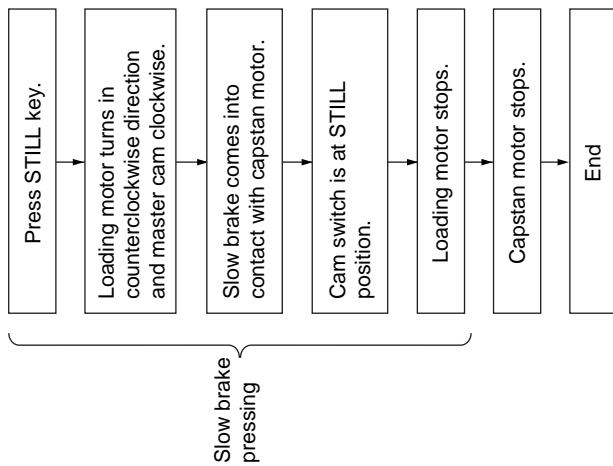 Press STILL key.
Loading motor turns in
counterclockwise direction
and master cam clockwise.
Slow brake comes into
contact with capstan motor.
Cam switch is at STILL
position.
Loading motor stops.
Capstan motor stops.
End
Slow brake
pressing